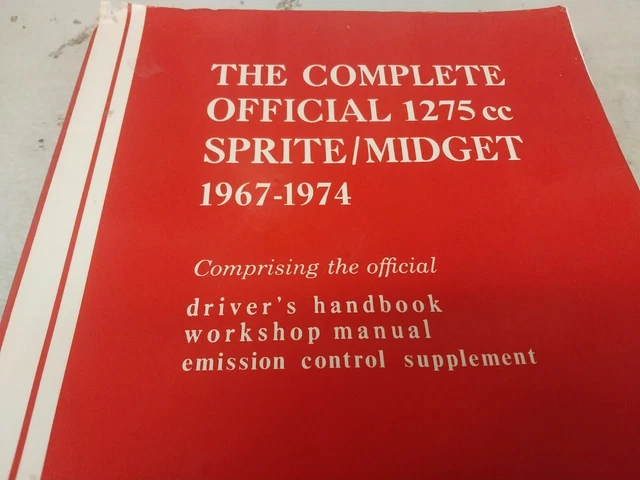 THE COMPLETE
OFFICIAL 1275 cc
SPRITE/MIDGET
1967-1974
Comprising the official
driver's handbook
workshop manual
emission control supplement